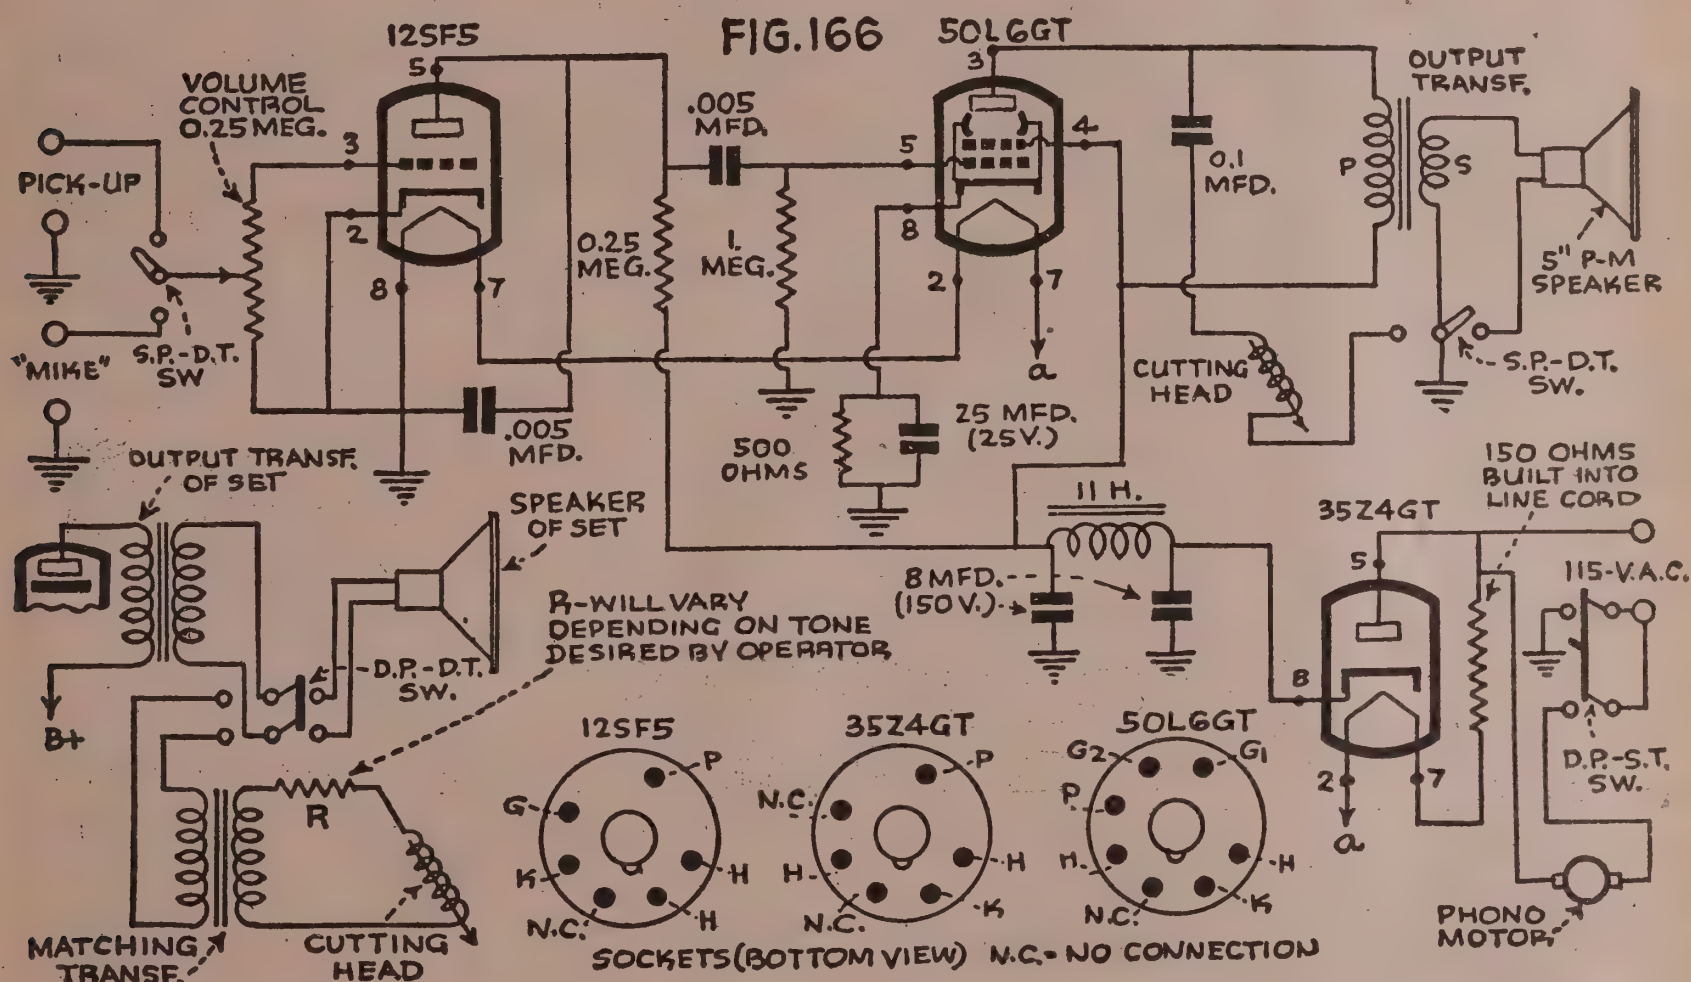 FIG.166
12SF5
5
VOLUME
CONTROL
0.25 MEG.
3
2
8
7
PICK-UP
"MIKE"
S.P.-D.T.
SW
.005
MFD.
0.25
MEG.
.005
MFD.
1.
MEG.
50L6GT
3
4
5
8
2
7
a
500
OHMS
25 MFD.
(25V.)
0.1
MFD.
OUTPUT
TRANSF.
P
S
5" P-M
SPEAKER
CUTTING
HEAD
S.P.-D.T.
SW.
11 H.
8 MFD.
(150 V.)
150 OHMS
BUILT INTO
LINE CORD
35Z4GT
5
8
2
7
a
115-V.A.C.
D.P.-S.T.
SW.
PHONO
MOTOR
OUTPUT TRANSF.
OF SET
SPEAKER
OF SET
B+
D.P.-D.T.
SW.
R-WILL VARY
DEPENDING ON TONE
DESIRED BY OPERATOR
R
MATCHING
TRANSF.
CUTTING
HEAD
12SF5
P
G
K
H
N.C.
H
35Z4GT
P
N.C.
H
H
N.C.
K
50L6GT
G2
G1
P
H
H
N.C.
K
SOCKETS (BOTTOM VIEW) N.C.= NO CONNECTION